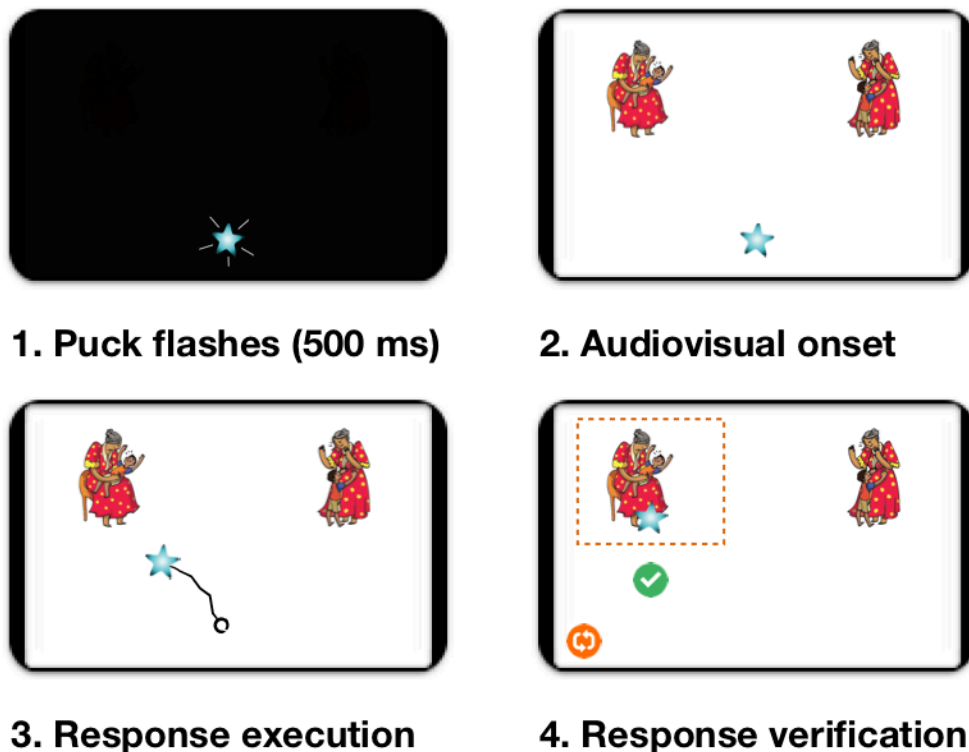 1. Puck flashes (500 ms)
2. Audiovisual onset
3. Response execution
4. Response verification